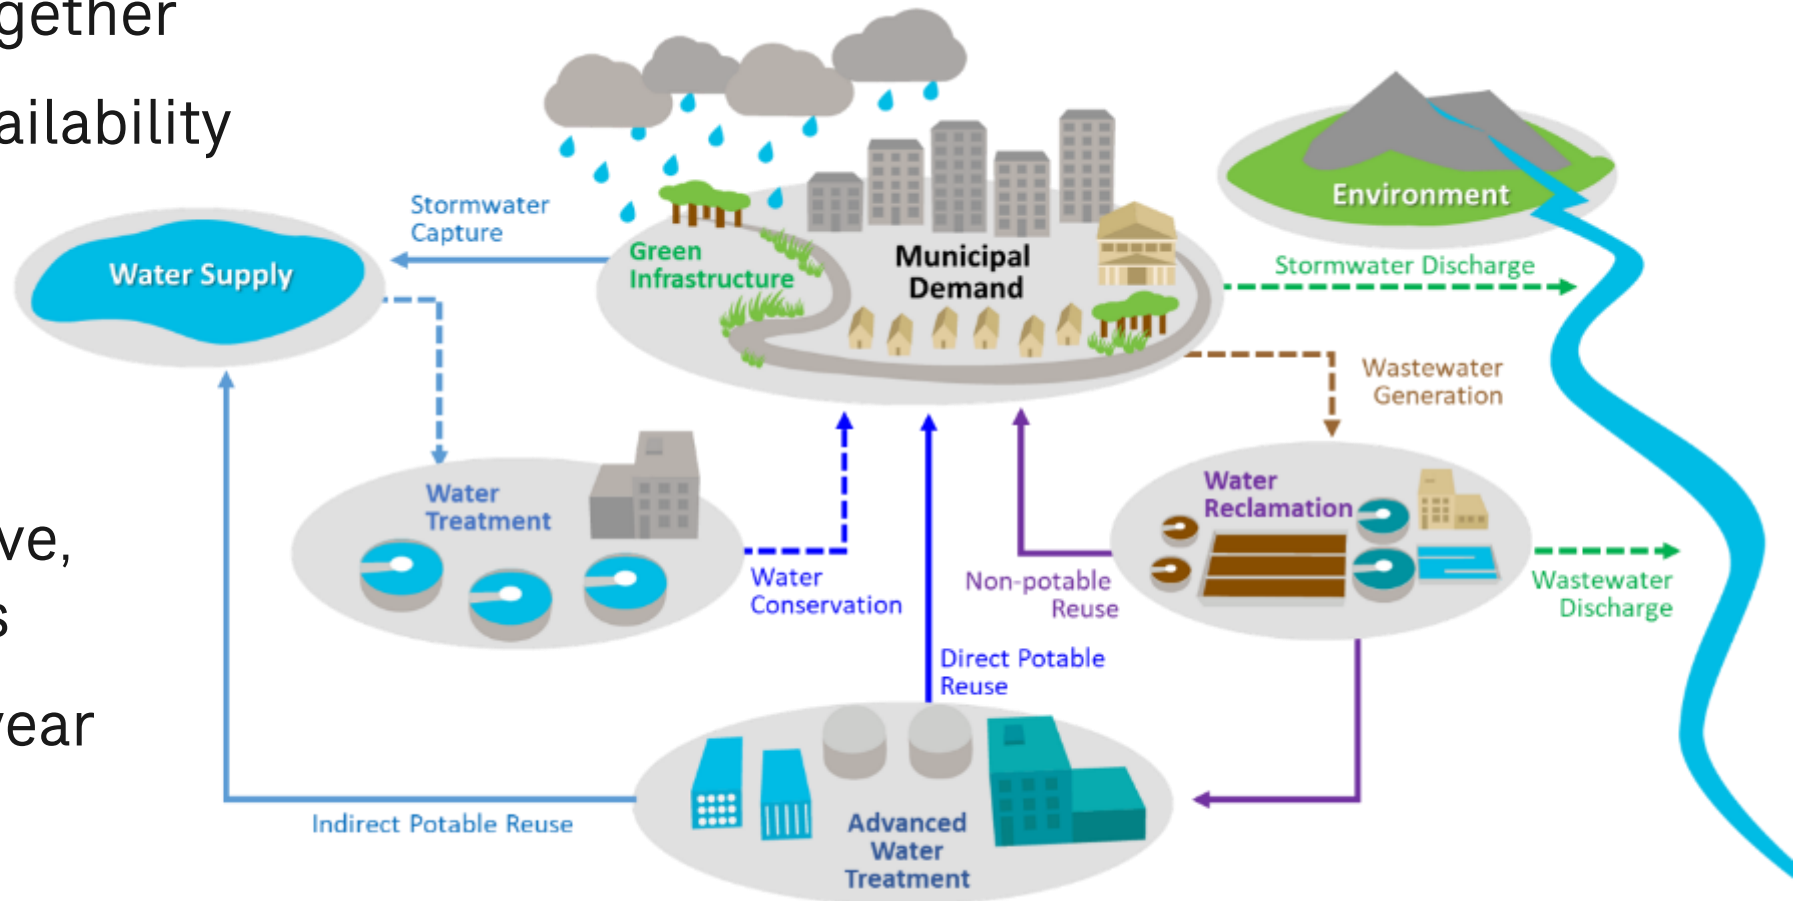 gether
ailability
ve,
s
year
Stormwater
Capture
Water Supply
Green
Infrastructure
Municipal
Demand
Environment
Stormwater Discharge
Wastewater
Generation
Water
Treatment
Water
Conservation
Non-potable
Reuse
Water
Reclamation
Wastewater
Discharge
Direct Potable
Reuse
Indirect Potable Reuse
Advanced
Water
Treatment